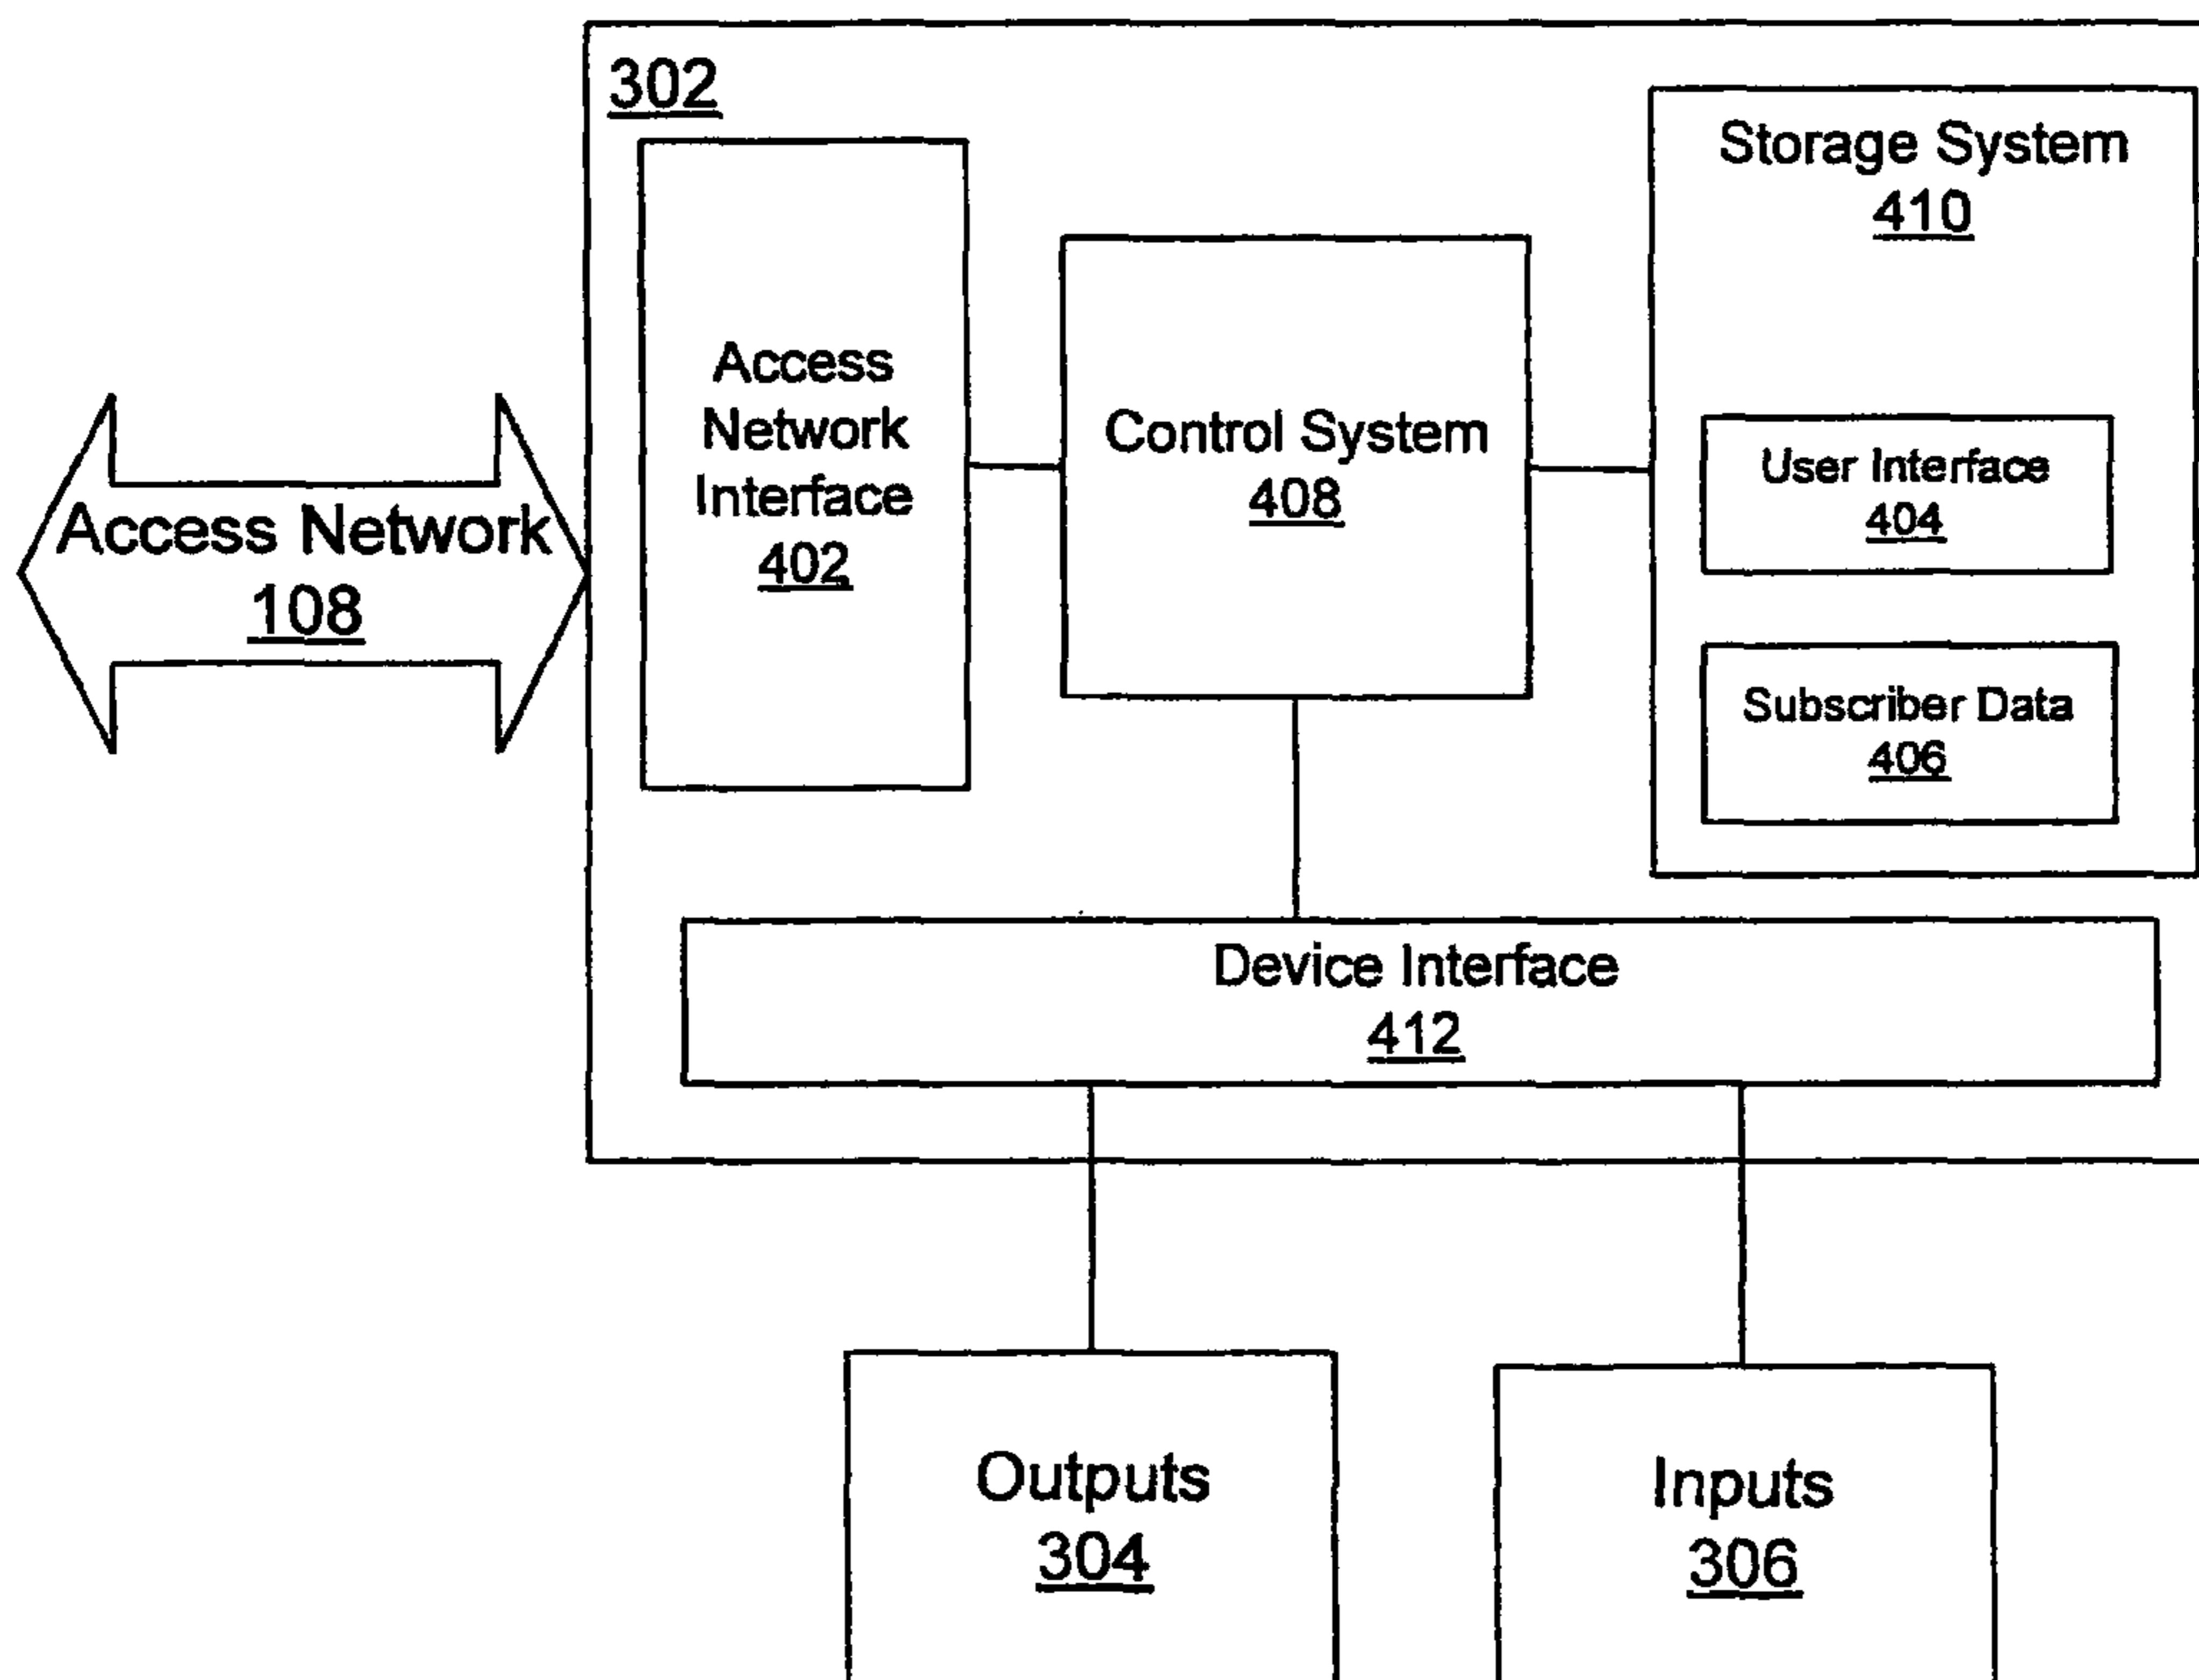 302
Storage System
410
Access
Network
Interface
402
Control System
408
User Interface
404
Subscriber Data
406
Access Network
108
Device Interface
412
Outputs
304
Inputs
306